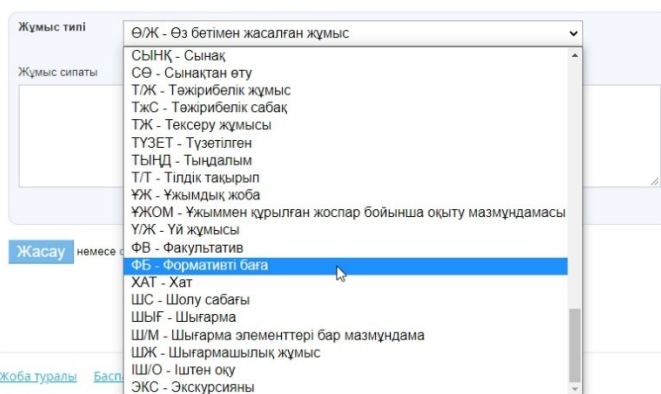 Жұмыс типі
Ө/Ж - Өз бетімен жасалған жұмыс
Жұмыс сипаты
СЫНҚ - Сынақ
СӨ - Сынақтан өту
Т/Ж - Тәжірибелік жұмыс
ТжС - Тәжірибелік сабақ
ТЖ - Тексеру жұмысы
ТҮЗЕТ - Түзетілген
ТЫҢД - Тыңдалым
Т/Т - Тілдік тақырып
ҰЖ - Ұжымдық жоба
ҰЖОМ - Ұжыммен құрылған жоспар бойынша оқыту мазмұндамасы
Ү/Ж - Үй жұмысы
ФВ - Факультатив
ФБ - Формативті баға
ХАТ - Хат
ШС - Шолу сабағы
ШЫҒ - Шығарма
Ш/М - Шығарма элементтері бар мазмұндама
ШЖ - Шығармашылық жұмыс
ІШ/О - Іштен оқу
ЭКС - Экскурсияны
Жасау немесе
Жоба туралы